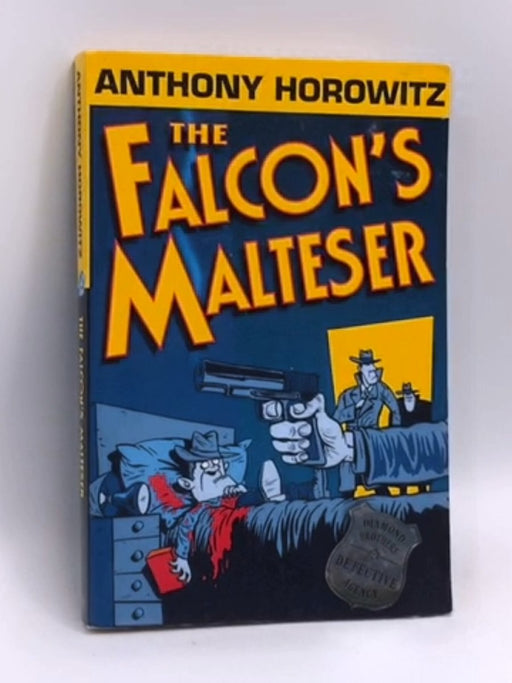 ANTHONY HOROWITZ
THE
FALCON'S
MALTESER
DIAMOND
BROTHERS
DETECTIVE
AGENCY
ANTHONY HOROWITZ THE FALCON'S MALTESER